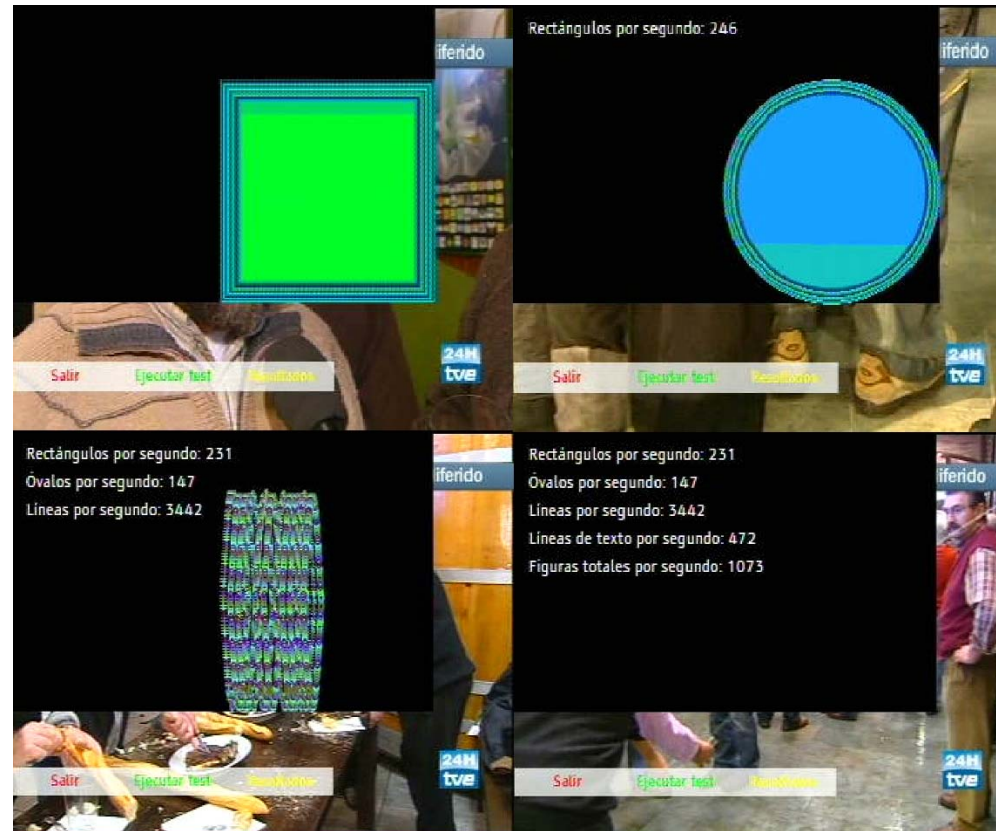 iferido
Salir Ejecutar test Resultados
24H
tve
Rectángulos por segundo: 246
iferido
Salir Ejecutar test Resultados
24H
tve
Rectángulos por segundo: 231
Óvalos por segundo: 147
Líneas por segundo: 3442
iferido
Salir Ejecutar test Resultados
24H
tve
Rectángulos por segundo: 231
Óvalos por segundo: 147
Líneas por segundo: 3442
Líneas de texto por segundo: 472
Figuras totales por segundo: 1073
iferido
Salir Ejecutar test Resultados
24H
tve